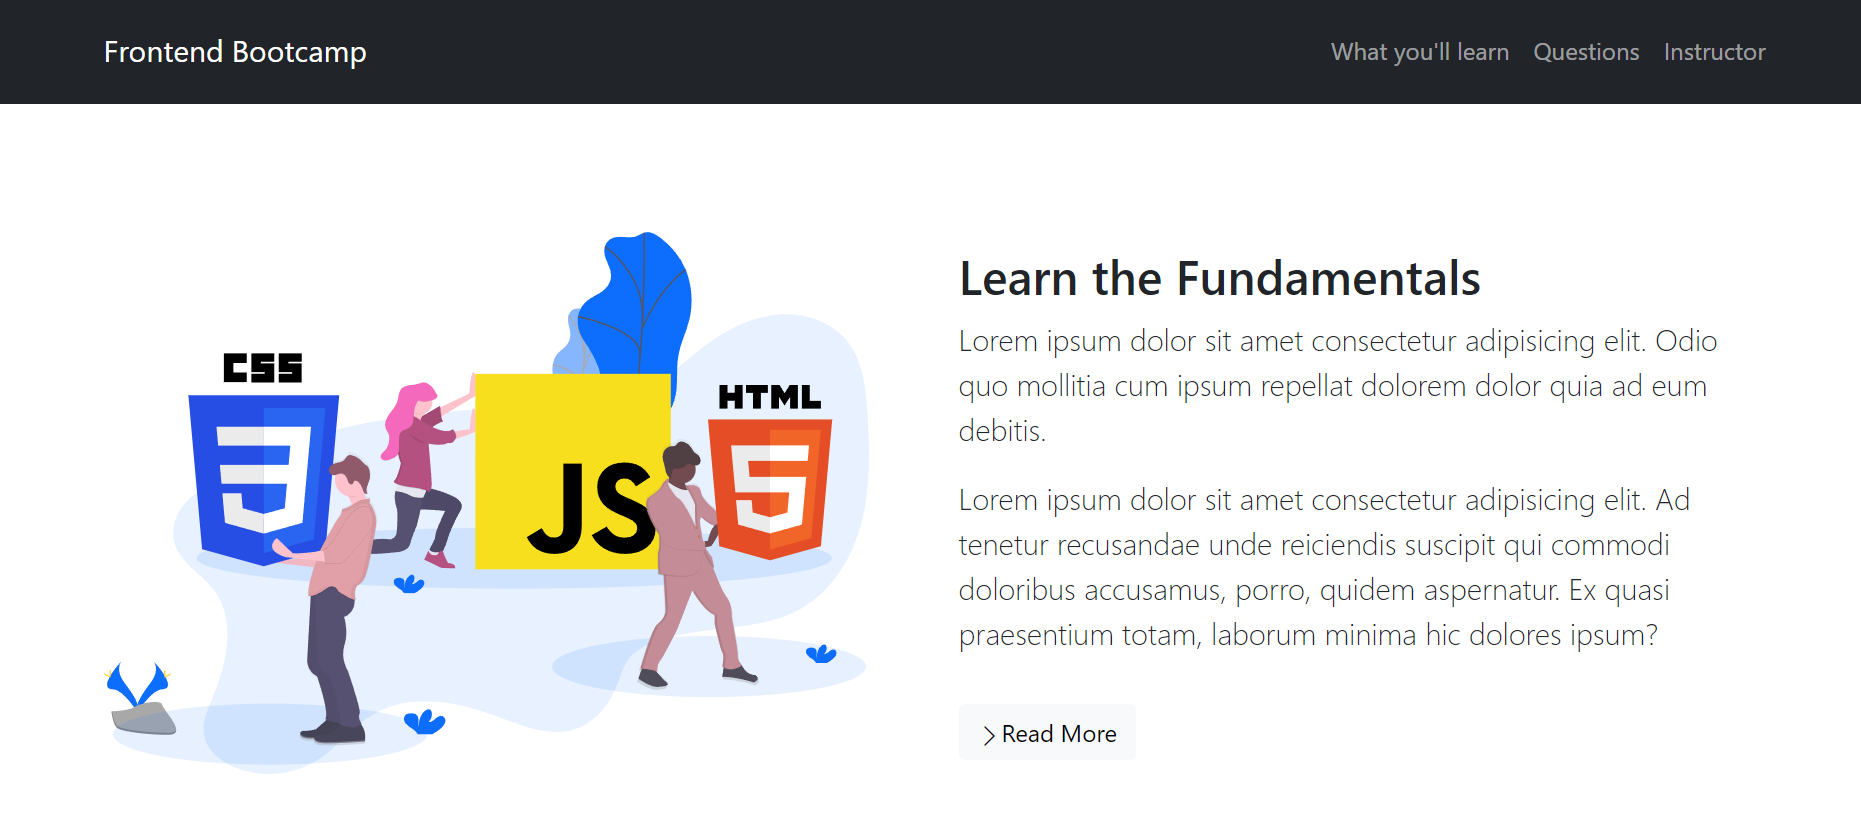 Frontend Bootcamp
What you'll learn Questions Instructor
CSS
JS
HTML
Learn the Fundamentals
Lorem ipsum dolor sit amet consectetur adipisicing elit. Odio
quo mollitia cum ipsum repellat dolorem dolor quia ad eum
debitis.
Lorem ipsum dolor sit amet consectetur adipisicing elit. Ad
tenetur recusandae unde reiciendis suscipit qui commodi
doloribus accusamus, porro, quidem aspernatur. Ex quasi
praesentium totam, laborum minima hic dolores ipsum?
Read More